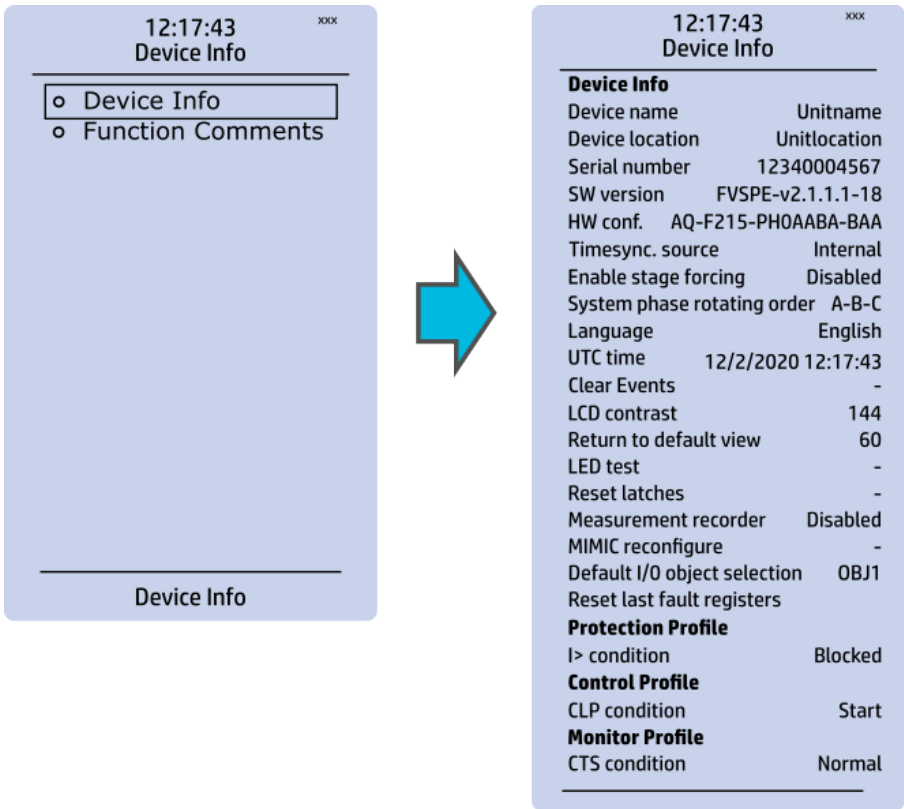 12:17:43 xxx
Device Info
Device Info
Function Comments
Device Info
12:17:43 xxx
Device Info
Device Info
Device name Unitname
Device location Unitlocation
Serial number 12340004567
SW version FVSPE-v2.1.1.1-18
HW conf. AQ-F215-PH0AABA-BAA
Timesync. source Internal
Enable stage forcing Disabled
System phase rotating order A-B-C
Language English
UTC time 12/2/2020 12:17:43
Clear Events -
LCD contrast 144
Return to default view 60
LED test -
Reset latches -
Measurement recorder Disabled
MIMIC reconfigure -
Default I/0 object selection OBJ1
Reset last fault registers
Protection Profile
I> condition Blocked
Control Profile
CLP condition Start
Monitor Profile
CTS condition Normal